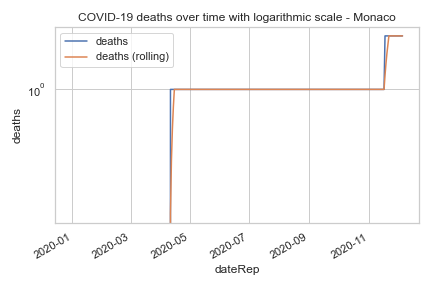 COVID-19 deaths over time with logarithmic scale - Monaco
deaths
deaths (rolling)
10⁰
deaths
2020-01
2020-03
2020-05
2020-07
2020-09
2020-11
dateRep